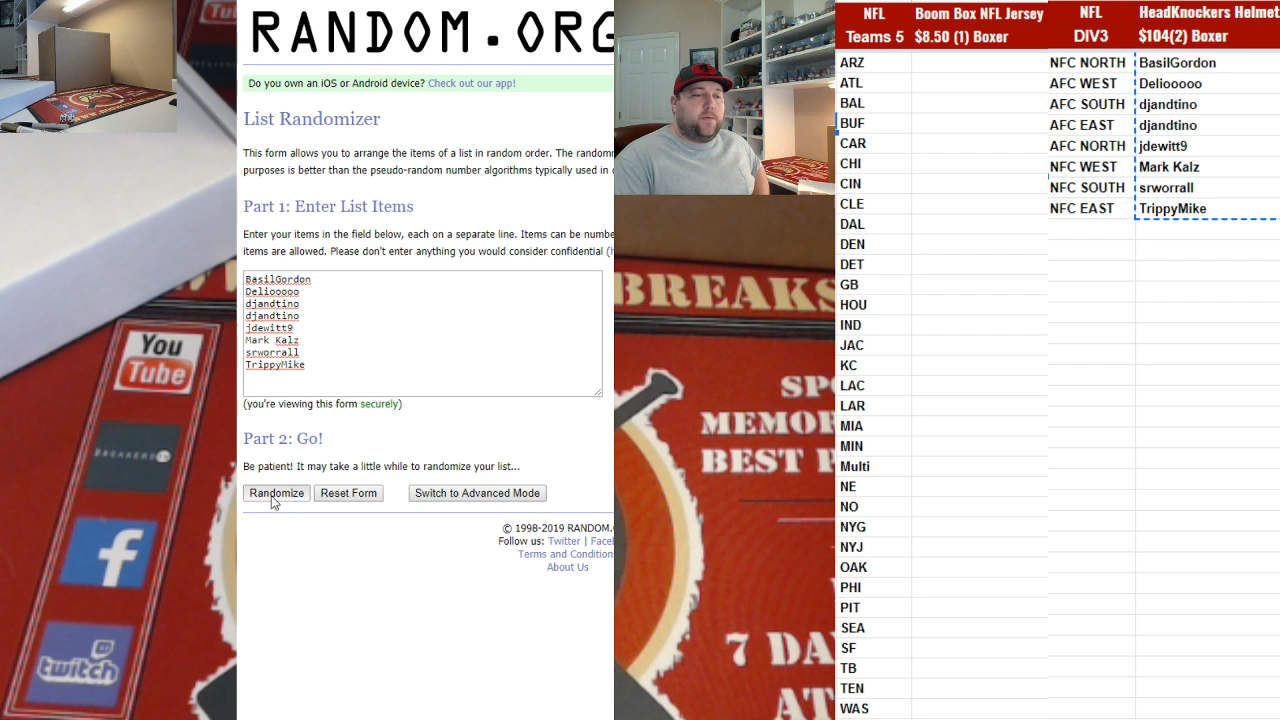 RANDOM.ORG
Do you own an iOS or Android device? Check out our app!
List Randomizer
This form allows you to arrange the items of a list in random order. The random
purposes is better than the pseudo-random number algorithms typically used in
Part 1: Enter List Items
Enter your items in the field below, each on a separate line. Items can be numbe
items are allowed. Please don't enter anything you would consider confidential
BasilGordon
Deliooooo
djandtino
djandtino
jdewitt9
Mark Kalz
srworrall
TrippyMike
(you're viewing this form securely)
Part 2: Go!
Be patient! It may take a little while to randomize your list...
Randomize
Reset Form
Switch to Advanced Mode
© 1998-2019 RANDOM.
Follow us: Twitter | Facel
Terms and Condition
About Us
You
Tube
BREAKERS
f
twitch
BREAKS
SPO
MEMOR
BEST P
7 DA
AT
NFL Boom Box NFL Jersey
Teams 5 $8.50 (1) Boxer
ARZ
ATL
BAL
BUF
CAR
CHI
CIN
CLE
DAL
DEN
DET
GB
HOU
IND
JAC
KC
LAC
LAR
MIA
MIN
Multi
NE
NO
NYG
NYJ
OAK
PHI
PIT
SEA
SF
TB
TEN
WAS
NFL HeadKnockers Helmet
DIV3 $104(2) Boxer
NFC NORTH BasilGordon
AFC WEST Deliooooo
AFC SOUTH djandtino
AFC EAST djandtino
AFC NORTH jdewitt9
NFC WEST Mark Kalz
NFC SOUTH srworrall
NFC EAST TrippyMike